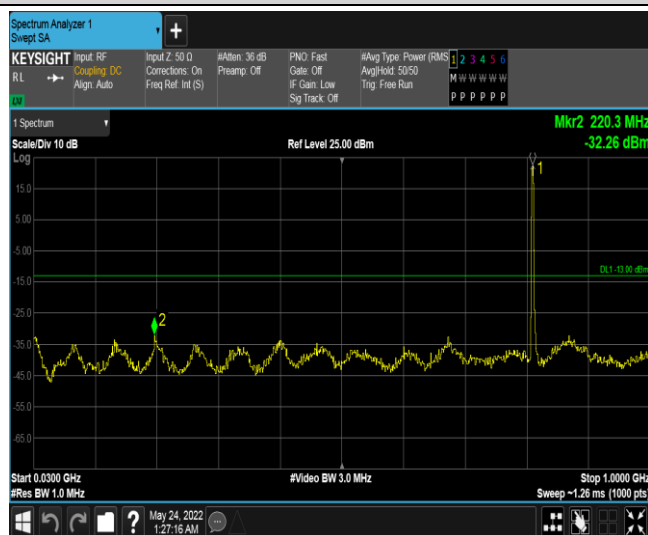 Spectrum Analyzer 1
Swept SA
+
KEYSIGHT
RL
Input: RF
Coupling: DC
Align: Auto
Input Z: 50 Ω
Corrections: On
Freq Ref: Int (S)
#Atten: 36 dB
Preamp: Off
PNO: Fast
Gate: Off
IF Gain: Low
Sig Track: Off
#Avg Type: Power (RMS
Avg|Hold: 50/50
Trig: Free Run
1 2 3 4 5 6
M W W W W W
P P P P P P
1 Spectrum
Scale/Div 10 dB
Log
Ref Level 25.00 dBm
Mkr2 220.3 MHz
-32.26 dBm
15.0
5.00
-5.00
-15.0
-25.0
-35.0
-45.0
-55.0
-65.0
1
2
DL1 -13.00 dBm
Start 0.0300 GHz
#Res BW 1.0 MHz
#Video BW 3.0 MHz
Stop 1.0000 GHz
Sweep ~1.26 ms (1000 pts)
?
May 24, 2022
1:27:16 AM